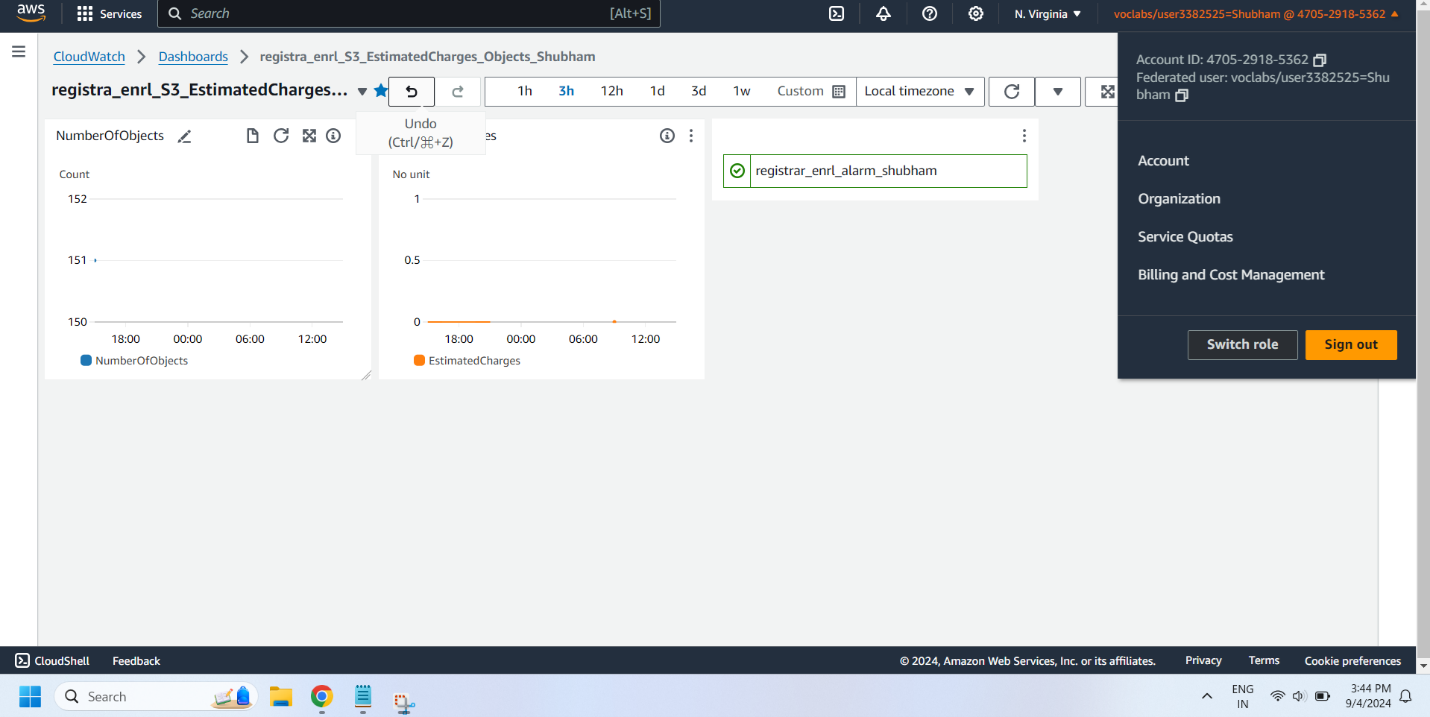 aws
Services
Search
[Alt+S]
N. Virginia
voclabs/user3382525=Shubham @ 4705-2918-5362
CloudWatch
Dashboards
registra_enrl_S3_EstimatedCharges_Objects_Shubham
registra_enrl_S3_EstimatedCharges...
1h
3h
12h
1d
3d
1w
Custom
Local timezone
Undo
(Ctrl/⌘+Z)
Account ID: 4705-2918-5362
Federated user: voclabs/user3382525=Shu
bham
Account
Organization
Service Quotas
Billing and Cost Management
Switch role
Sign out
NumberOfObjects
Count
152
151
150
18:00
00:00
06:00
12:00
NumberOfObjects
es
No unit
1
0.5
0
18:00
00:00
06:00
12:00
EstimatedCharges
registrar_enrl_alarm_shubham
CloudShell
Feedback
© 2024, Amazon Web Services, Inc. or its affiliates.
Privacy
Terms
Cookie preferences
Search
ENG
IN
3:44 PM
9/4/2024